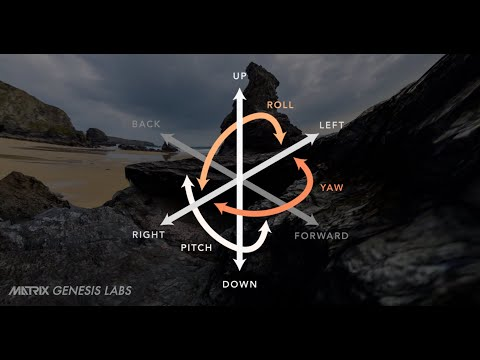 UP
ROLL
BACK
LEFT
YAW
RIGHT
FORWARD
PITCH
DOWN
MATRIX GENESIS LABS